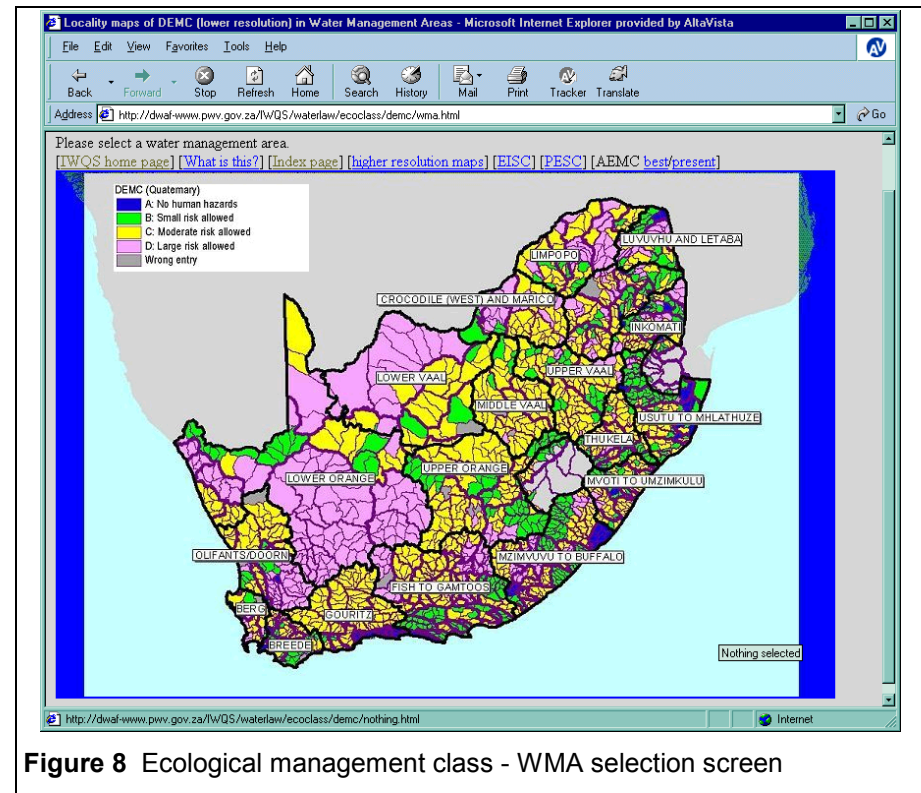 Locality maps of DEMC (lower resolution) in Water Management Areas - Microsoft Internet Explorer provided by AltaVista
File Edit View Favorites Tools Help
AV
Back Forward Stop Refresh Home Search History Mail Print Tracker Translate
Address http://dwaf-www.pwv.gov.za/IWQS/waterlaw/ecoclass/demc/wma.html Go
Please select a water management area.
[IWQS home page] [What is this?] [Index page] [higher resolution maps] [EISC] [PESC] [AEMC best/present]
DEMC (Quaternary)
A: No human hazards
B: Small risk allowed
C: Moderate risk allowed
D: Large risk allowed
Wrong entry
LUVUVHU AND LETABA
LIMPOPO
CROCODILE (WEST) AND MARICO
INKOMATI
LOWER VAAL
UPPER VAAL
MIDDLE VAAL
USUTU TO MHLATHUZE
THUKELA
UPPER ORANGE
LOWER ORANGE
MVOTI TO UMZIMKULU
OLIFANTS/DOORN
MZIMVUVU TO BUFFALO
FISH TO GAMTOOS
BERG
GOURITZ
BREEDE
Nothing selected
http://dwaf-www.pwv.gov.za/IWQS/waterlaw/ecoclass/demc/nothing.html Internet
Figure 8 Ecological management class - WMA selection screen